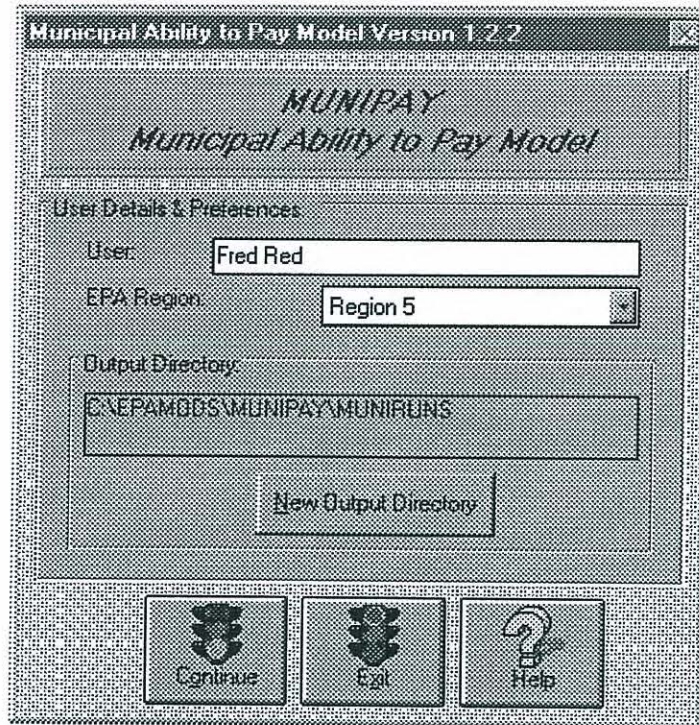 Municipal Ability to Pay Model Version 1.2.2
MUNIPAY
Municipal Ability to Pay Model
User Details & Preferences:
User:
Fred Red
EPA Region:
Region 5
Output Directory:
C:\EPAMODS\MUNIPAY\MUNIRUNS
New Output Directory
Continue
Exit
Help